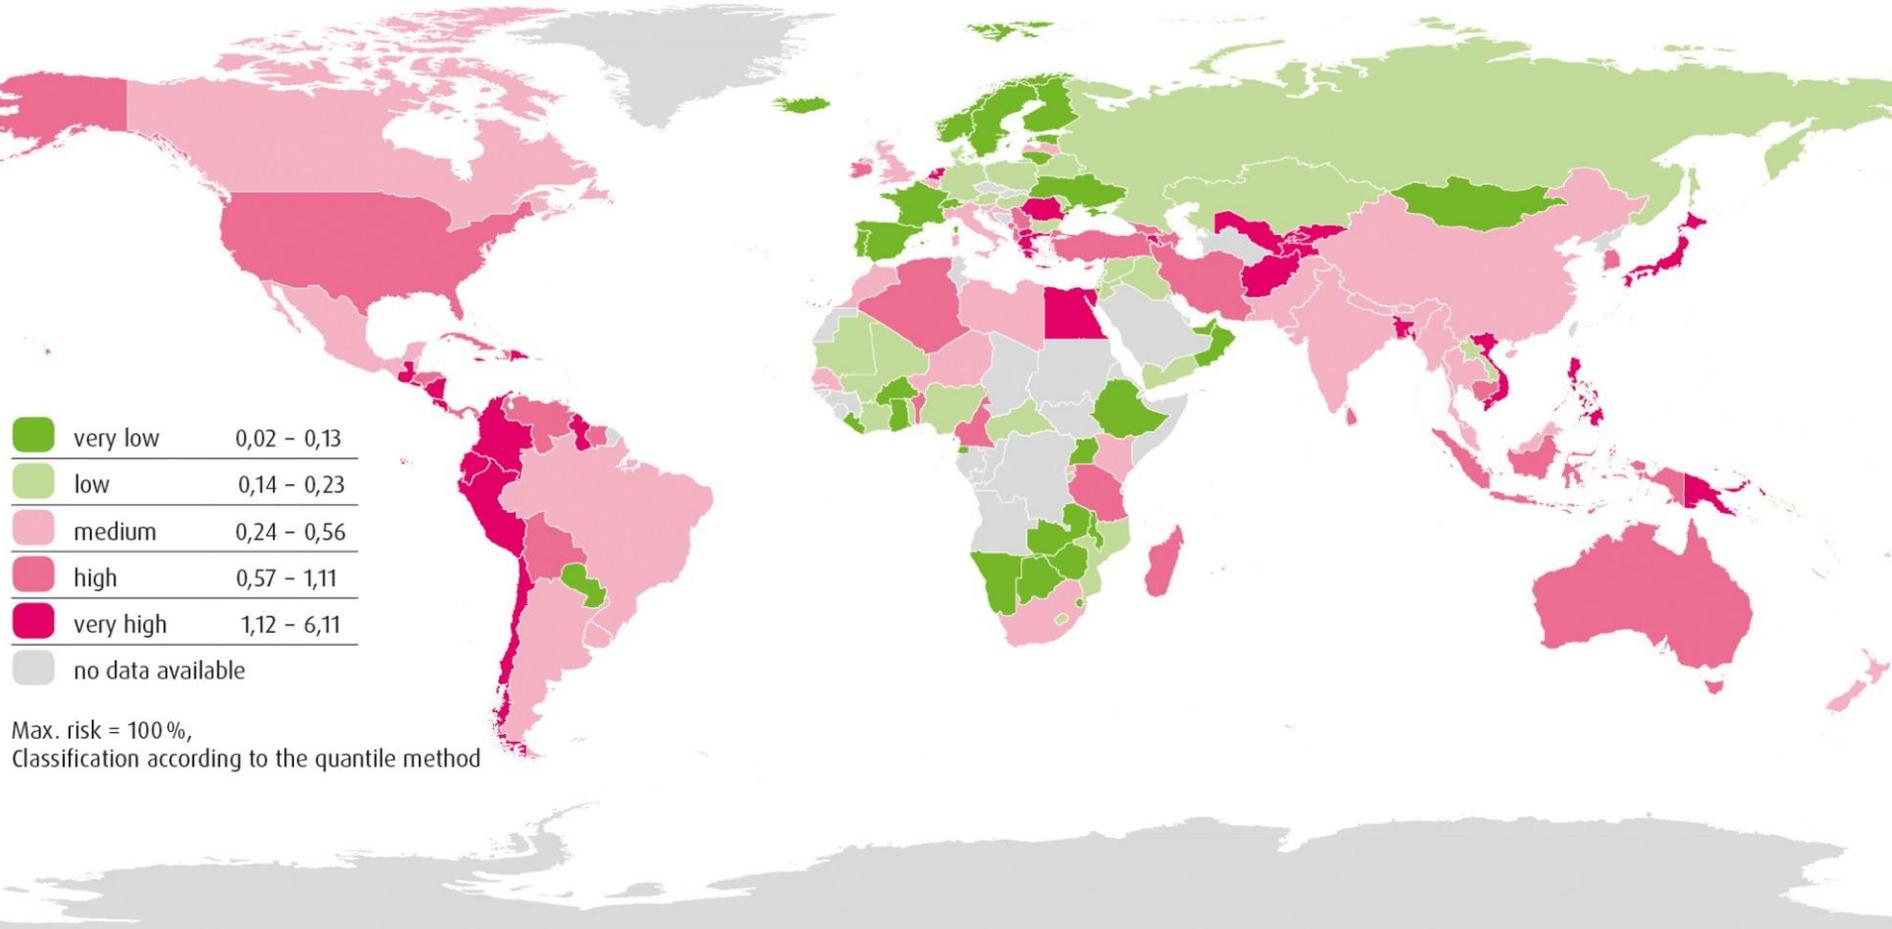 very low 0,02 – 0,13
low 0,14 – 0,23
medium 0,24 – 0,56
high 0,57 – 1,11
very high 1,12 – 6,11
no data available
Max. risk = 100 %,
Classification according to the quantile method